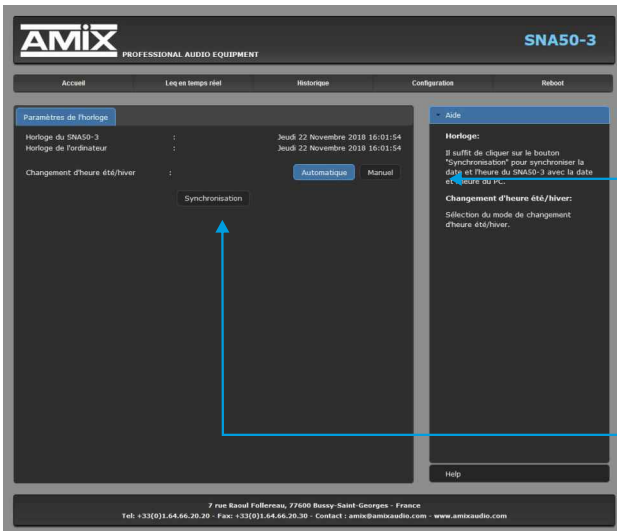 AMiX
PROFESSIONAL AUDIO EQUIPMENT
SNA50-3
Accueil Leq en temps réel Historique Configuration Reboot
Paramètres de l'horloge
Horloge du SNA50-3 : Jeudi 22 Novembre 2018 16:01:54
Horloge de l'ordinateur : Jeudi 22 Novembre 2018 16:01:54
Changement d'heure été/hiver : Automatique Manuel
Synchronisation
Aide
Horloge:
Il suffit de cliquer sur le bouton
"Synchronisation" pour synchroniser la
date et l'heure du SNA50-3 avec la date
et l'heure du PC.
Changement d'heure été/hiver:
Sélection du mode de changement
d'heure été/hiver.
Help
7 rue Raoul Follereau, 77600 Bussy-Saint-Georges - France
Tel: +33(0)1.64.66.20.20 - Fax: +33(0)1.64.66.20.30 - Contact : amix@amixaudio.com - www.amixaudio.com